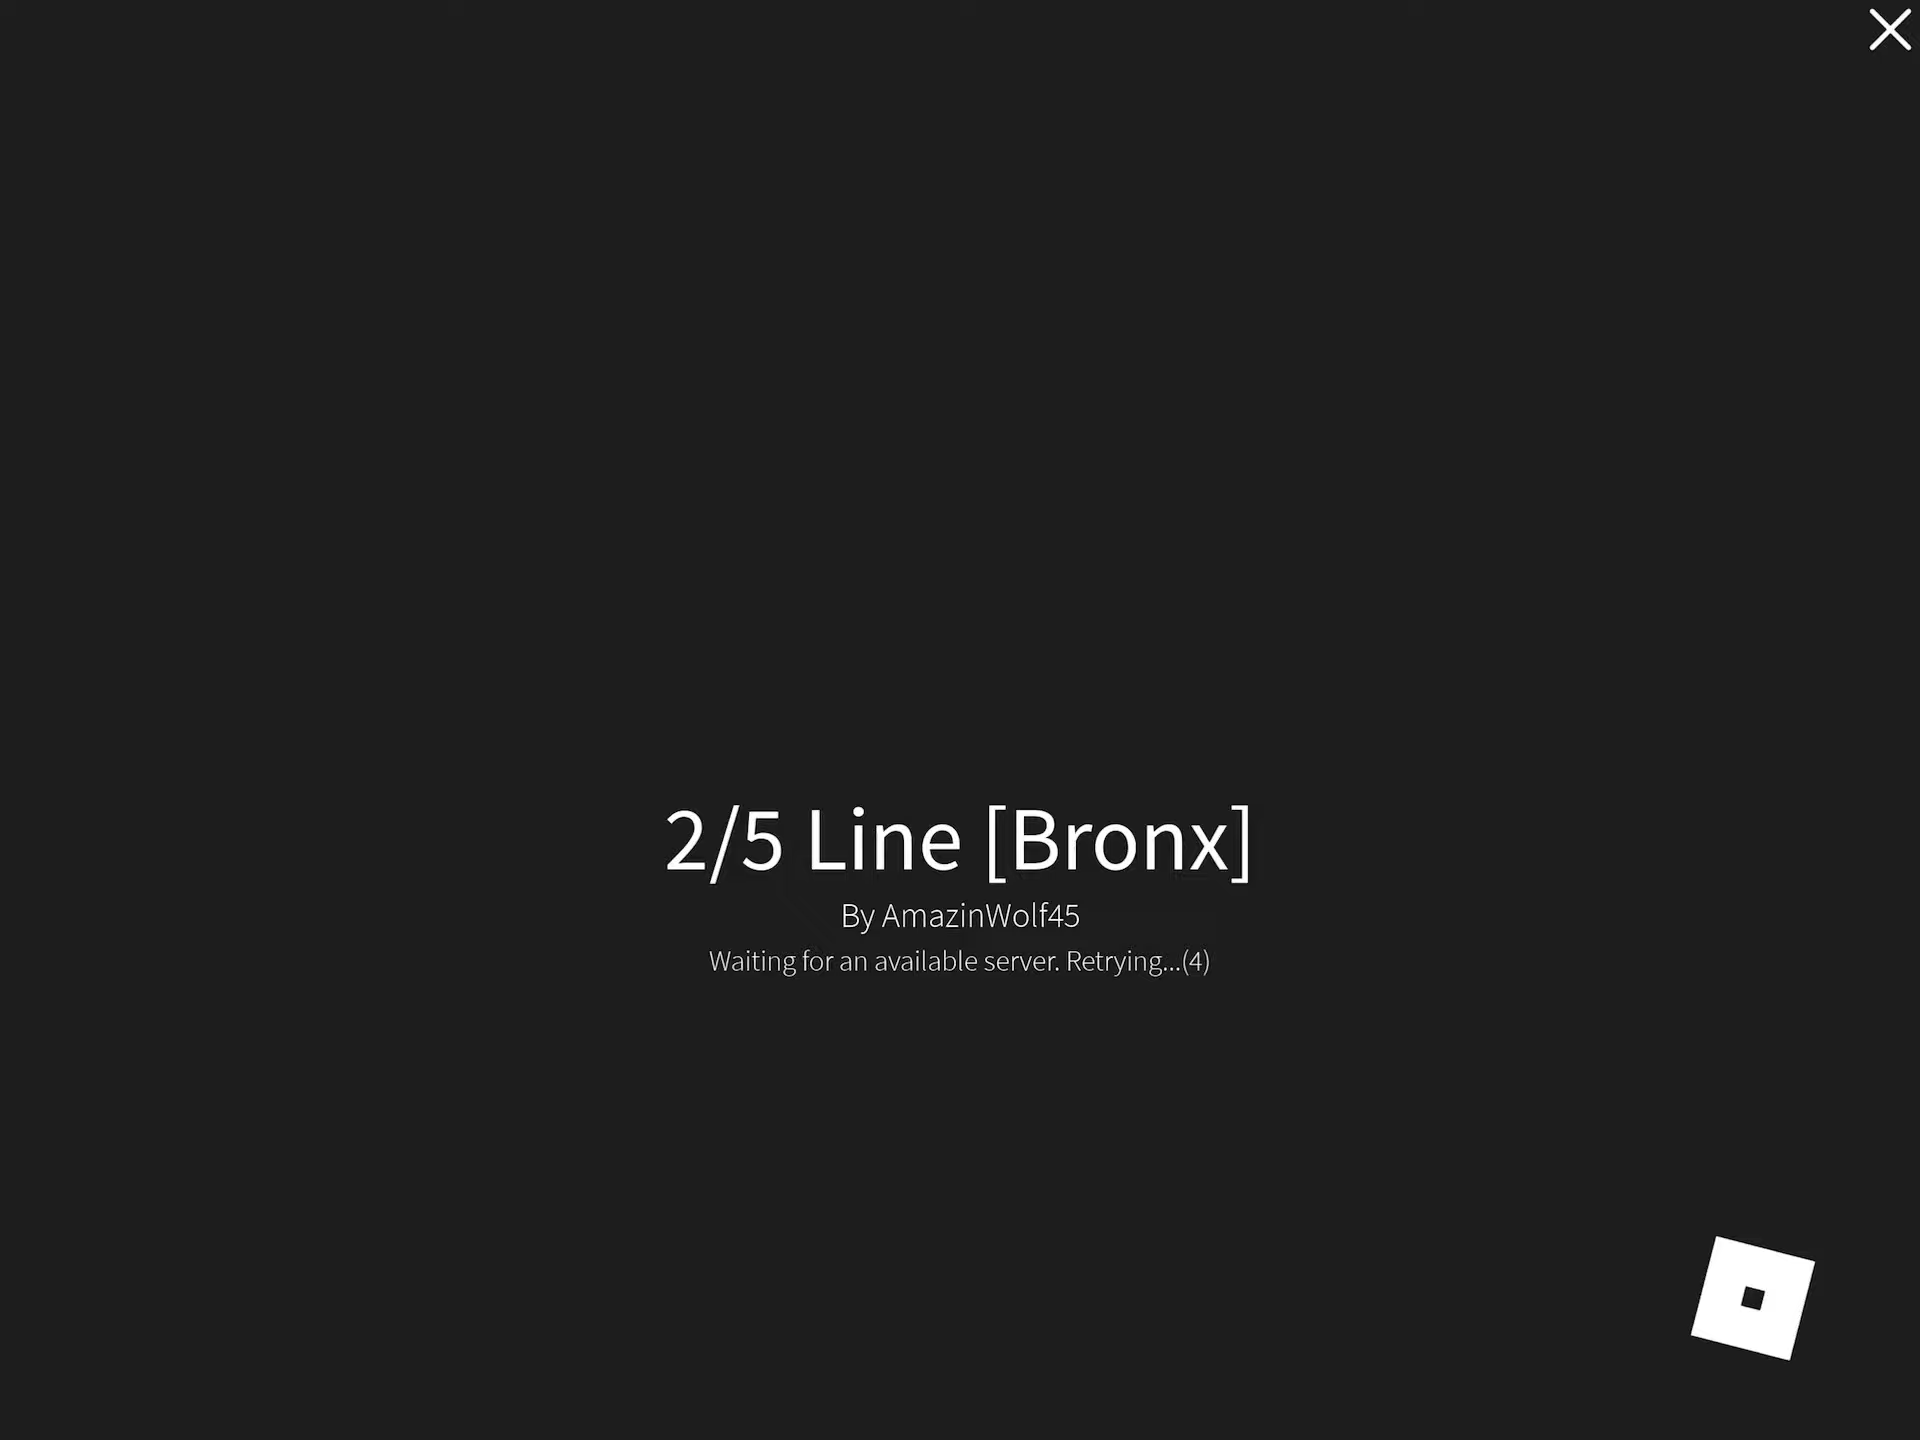 2/5 Line [Bronx]
By AmazinWolf45
Waiting for an available server. Retrying...(4)